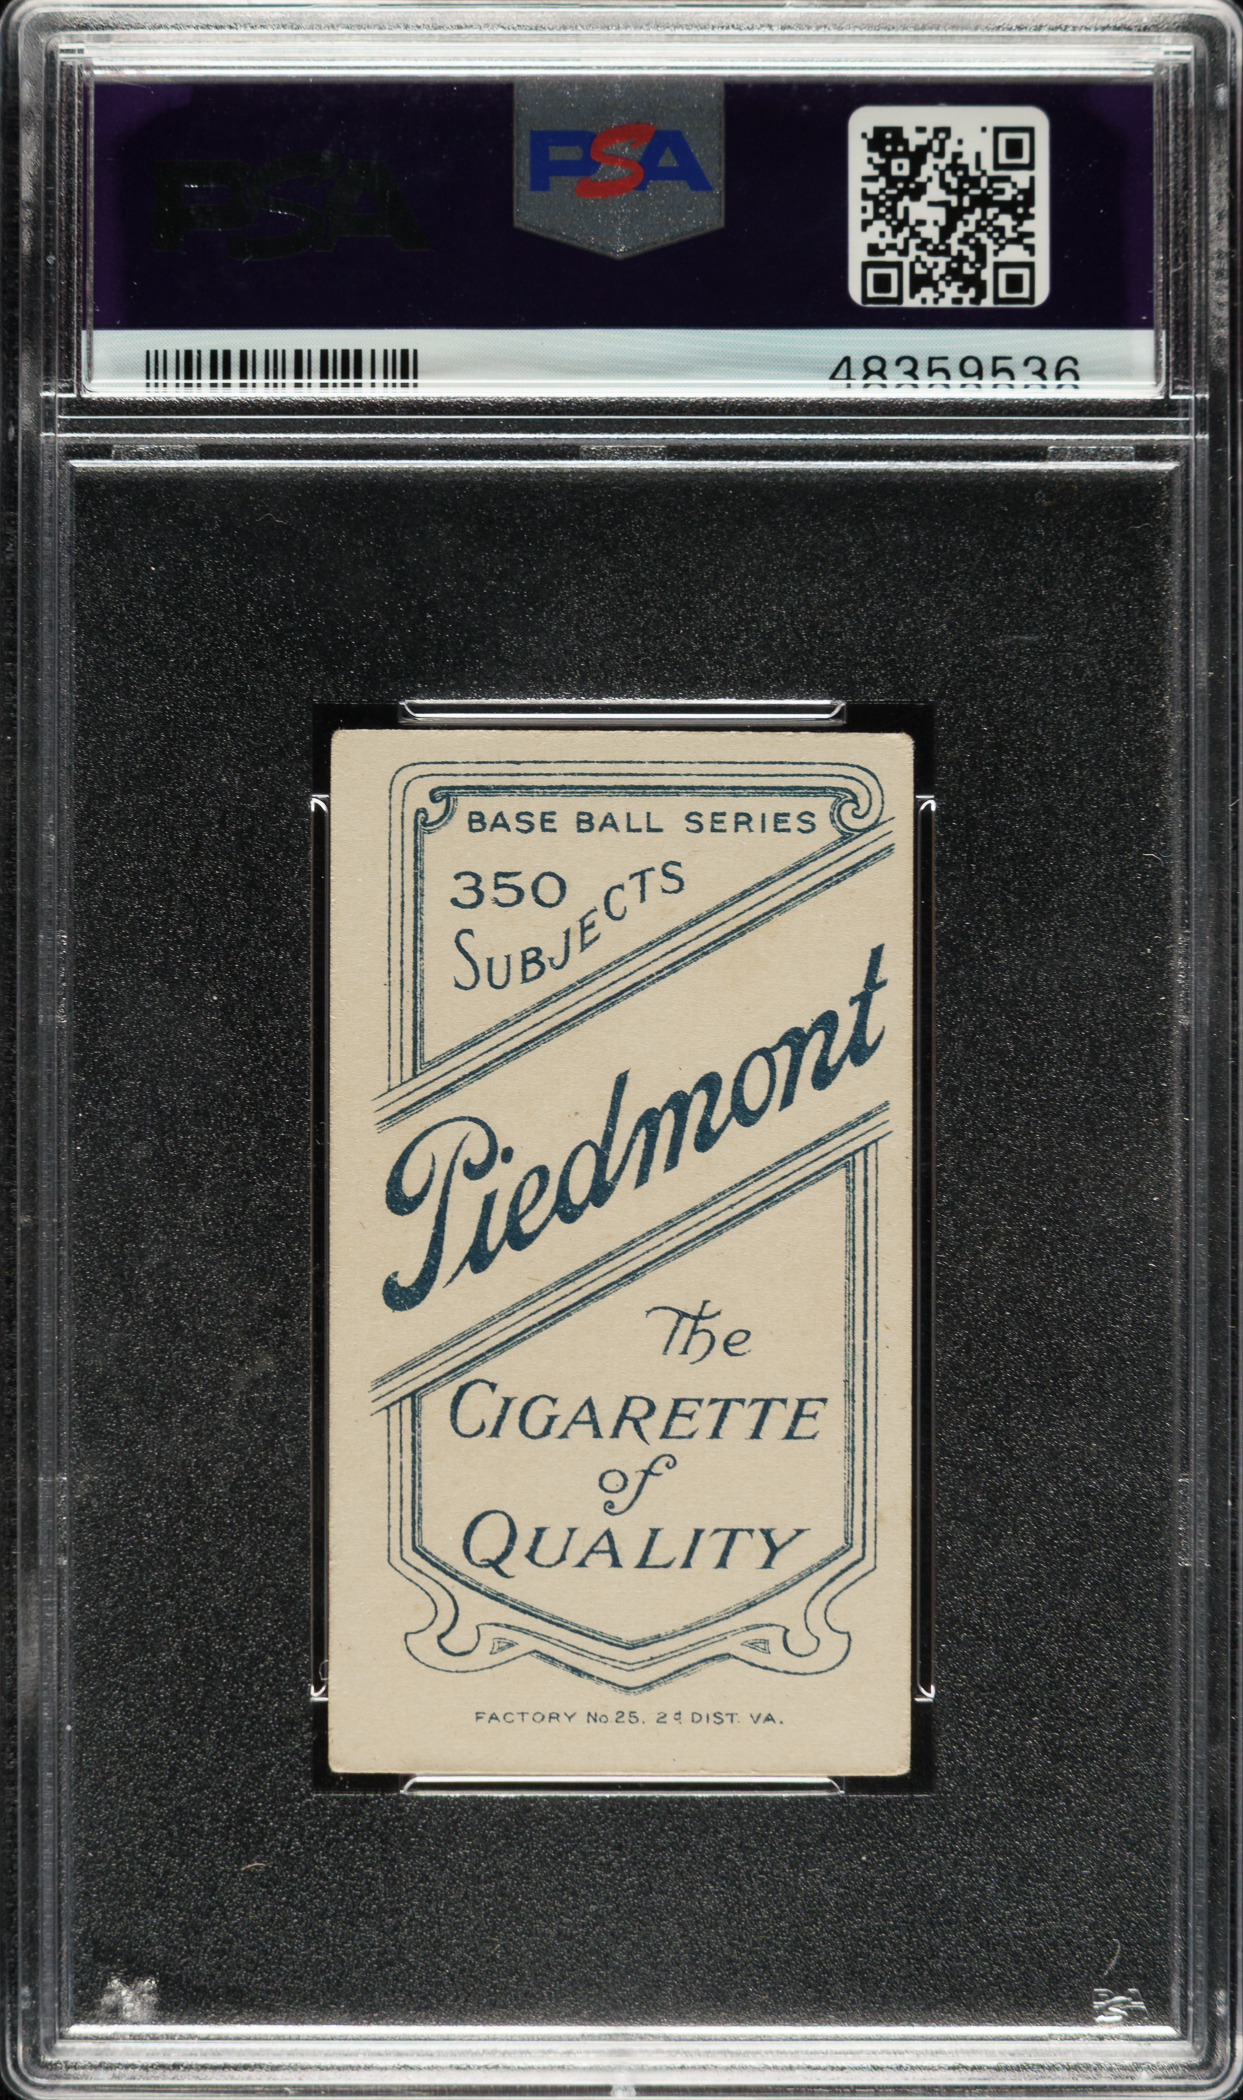 PSA
PSA
48359536
BASE BALL SERIES
350
SUBJECTS
Piedmont
The
CIGARETTE
of
QUALITY
FACTORY No. 25. 2d DIST. VA.
PSA